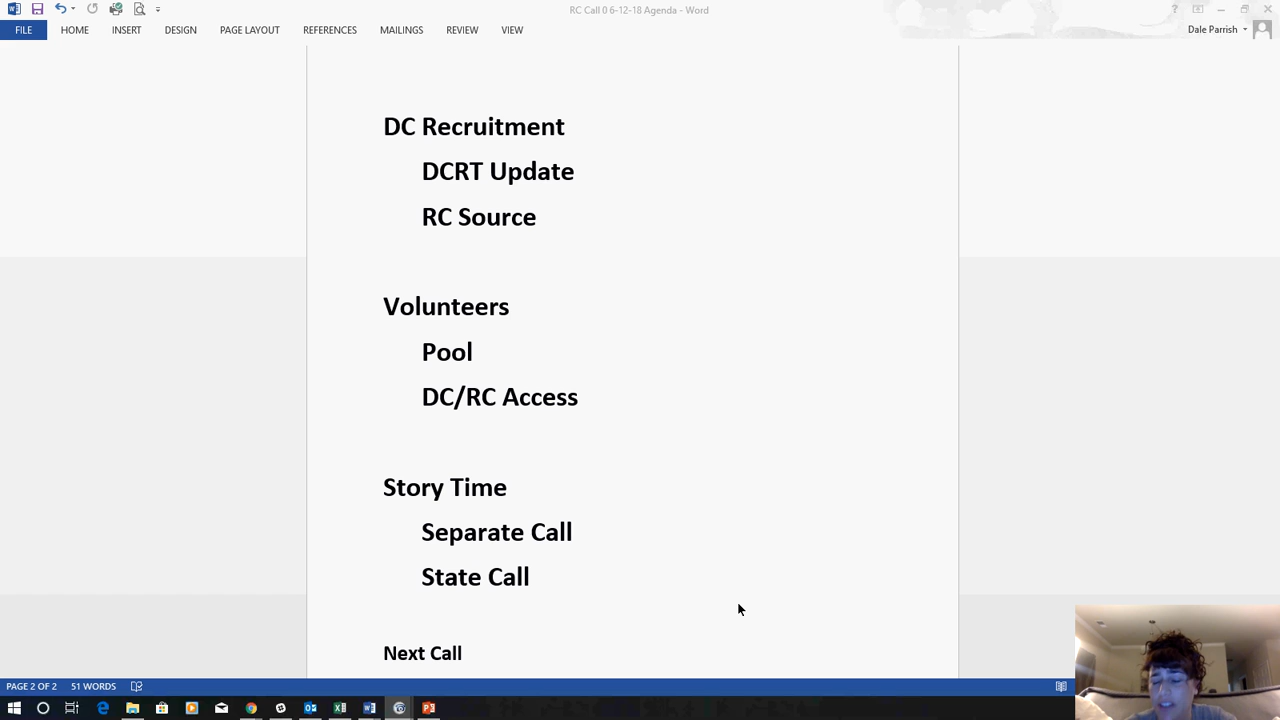 RC Call 0 6-12-18 Agenda - Word
FILE HOME INSERT DESIGN PAGE LAYOUT REFERENCES MAILINGS REVIEW VIEW Dale Parrish
DC Recruitment
DCRT Update
RC Source
Volunteers
Pool
DC/RC Access
Story Time
Separate Call
State Call
Next Call
PAGE 2 OF 2 51 WORDS